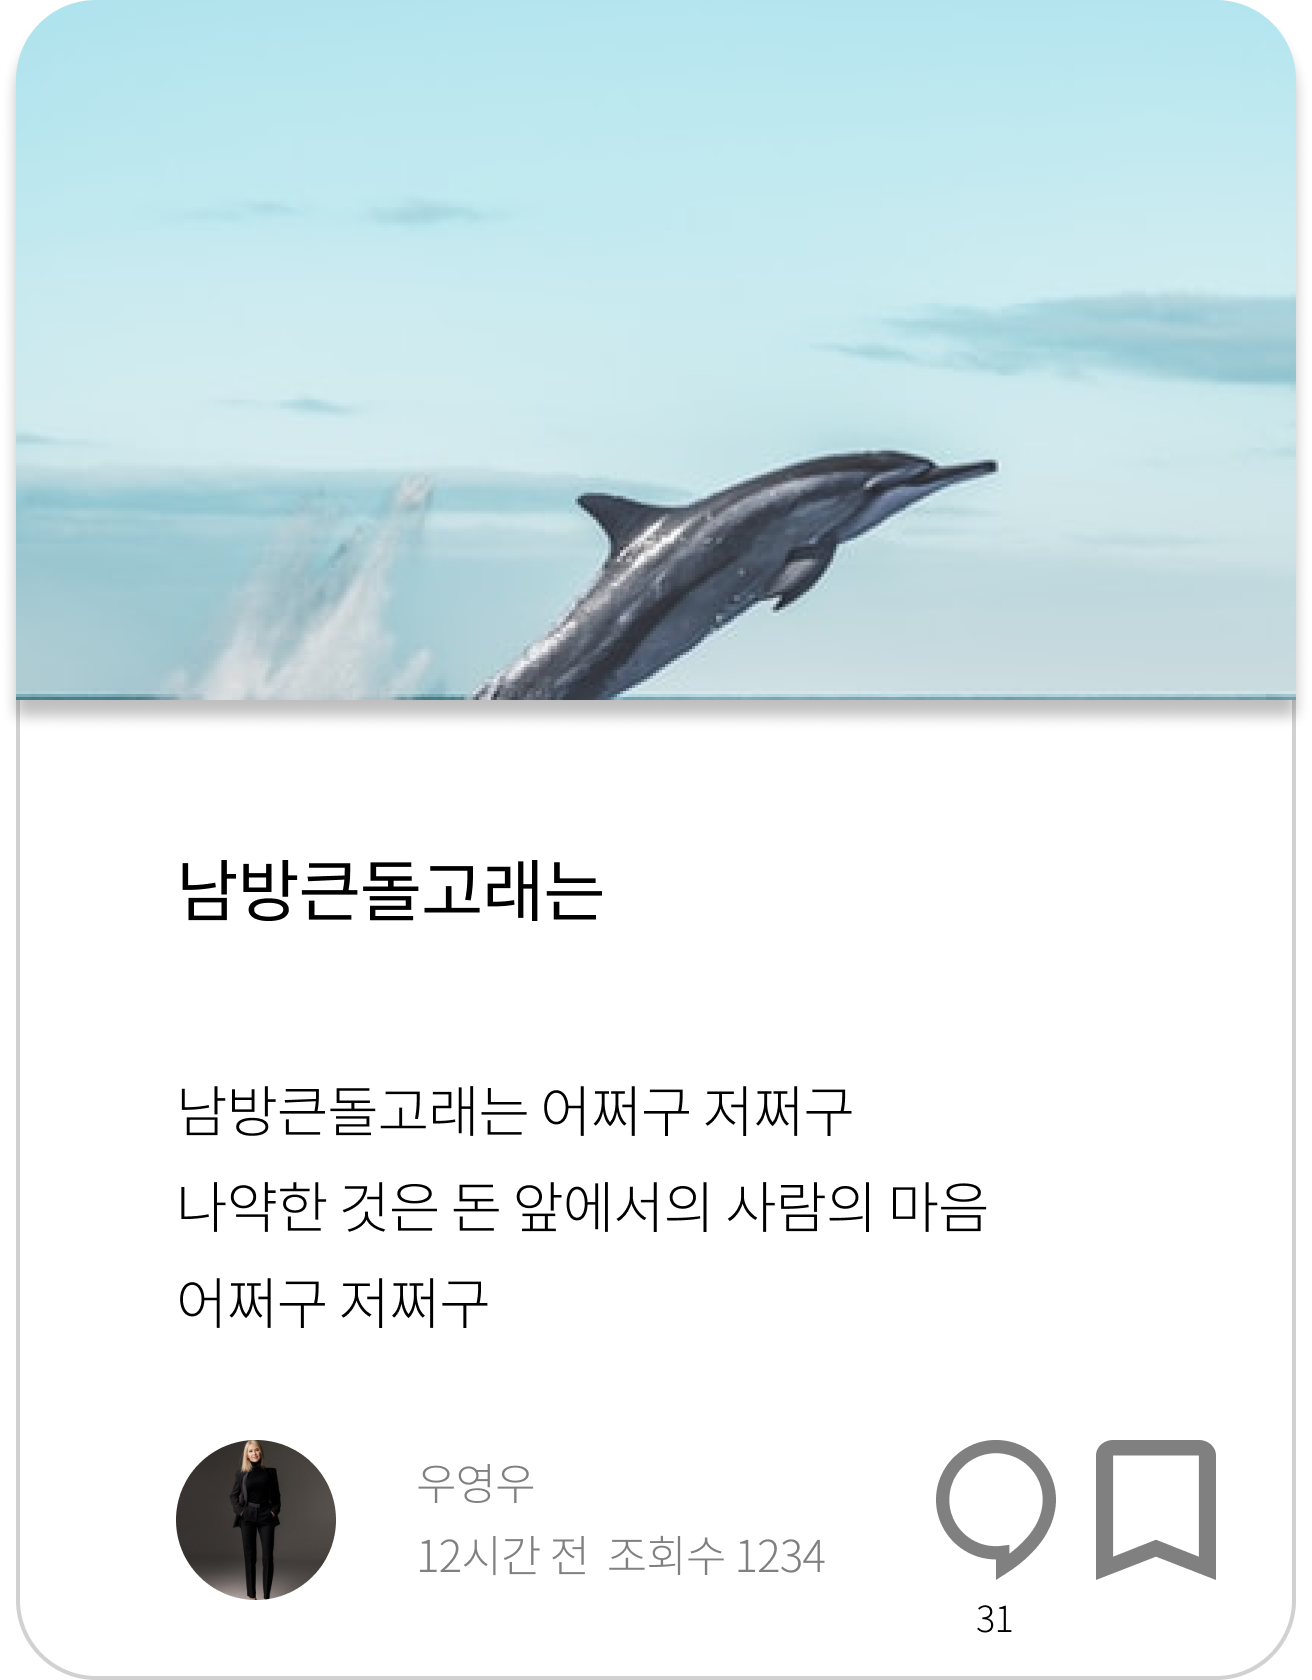 남방큰돌고래는
남방큰돌고래는 어쩌구 저쩌구
나약한 것은 돈 앞에서의 사람의 마음
어쩌구 저쩌구
우영우
12시간 전 조회수 1234
31